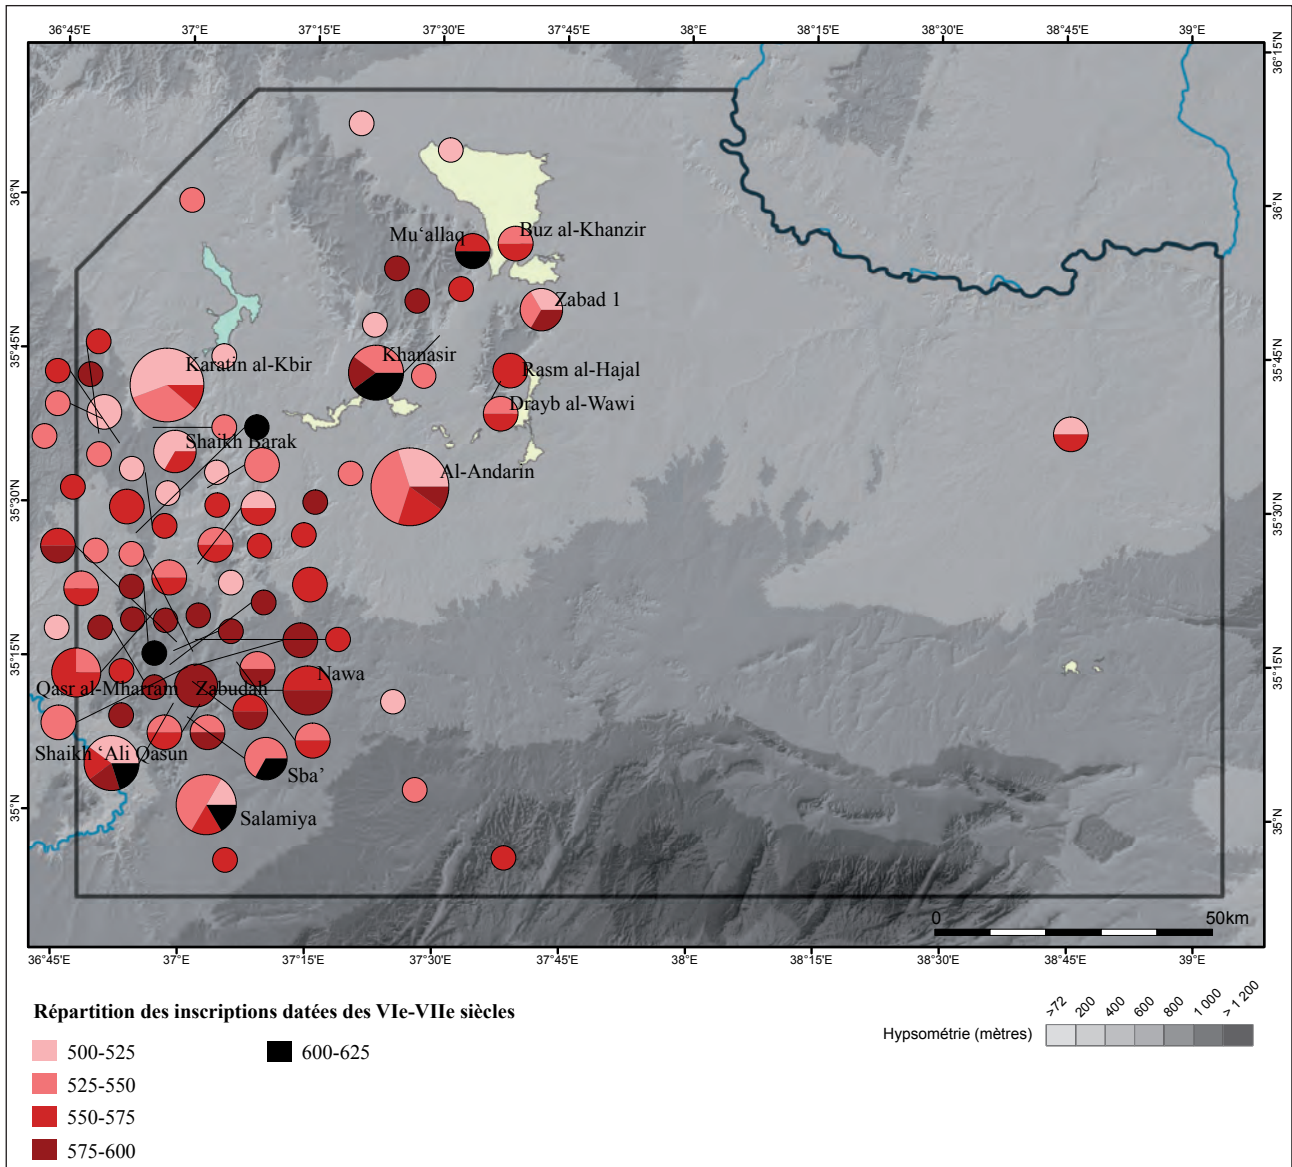 36°45'E 37°E 37°15'E 37°30'E 37°45'E 38°E 38°15'E 38°30'E 38°45'E 39°E
36°15'N
36°N 36°N
35°45'N 35°45'N
35°30'N 35°30'N
35°15'N 35°15'N
35°N 35°N
Mu‘allaq
Buz al-Khanzir
Zabad 1
Khanasir
Karatin al-Kbir
Rasm al-Hajal
Drayb al-Wawi
Shaikh Barak
Al-Andarin
Nawa
Qasr al-Mharram
Zabudah
Shaikh ‘Ali Qasun
Sba’
Salamiya
0 50km
36°45'E 37°E 37°15'E 37°30'E 37°45'E 38°E 38°15'E 38°30'E 38°45'E 39°E
Répartition des inscriptions datées des VIe-VIIe siècles
500-525
525-550
550-575
575-600
600-625
Hypsométrie (mètres)
>72 200 400 600 800 1 000 > 1 200